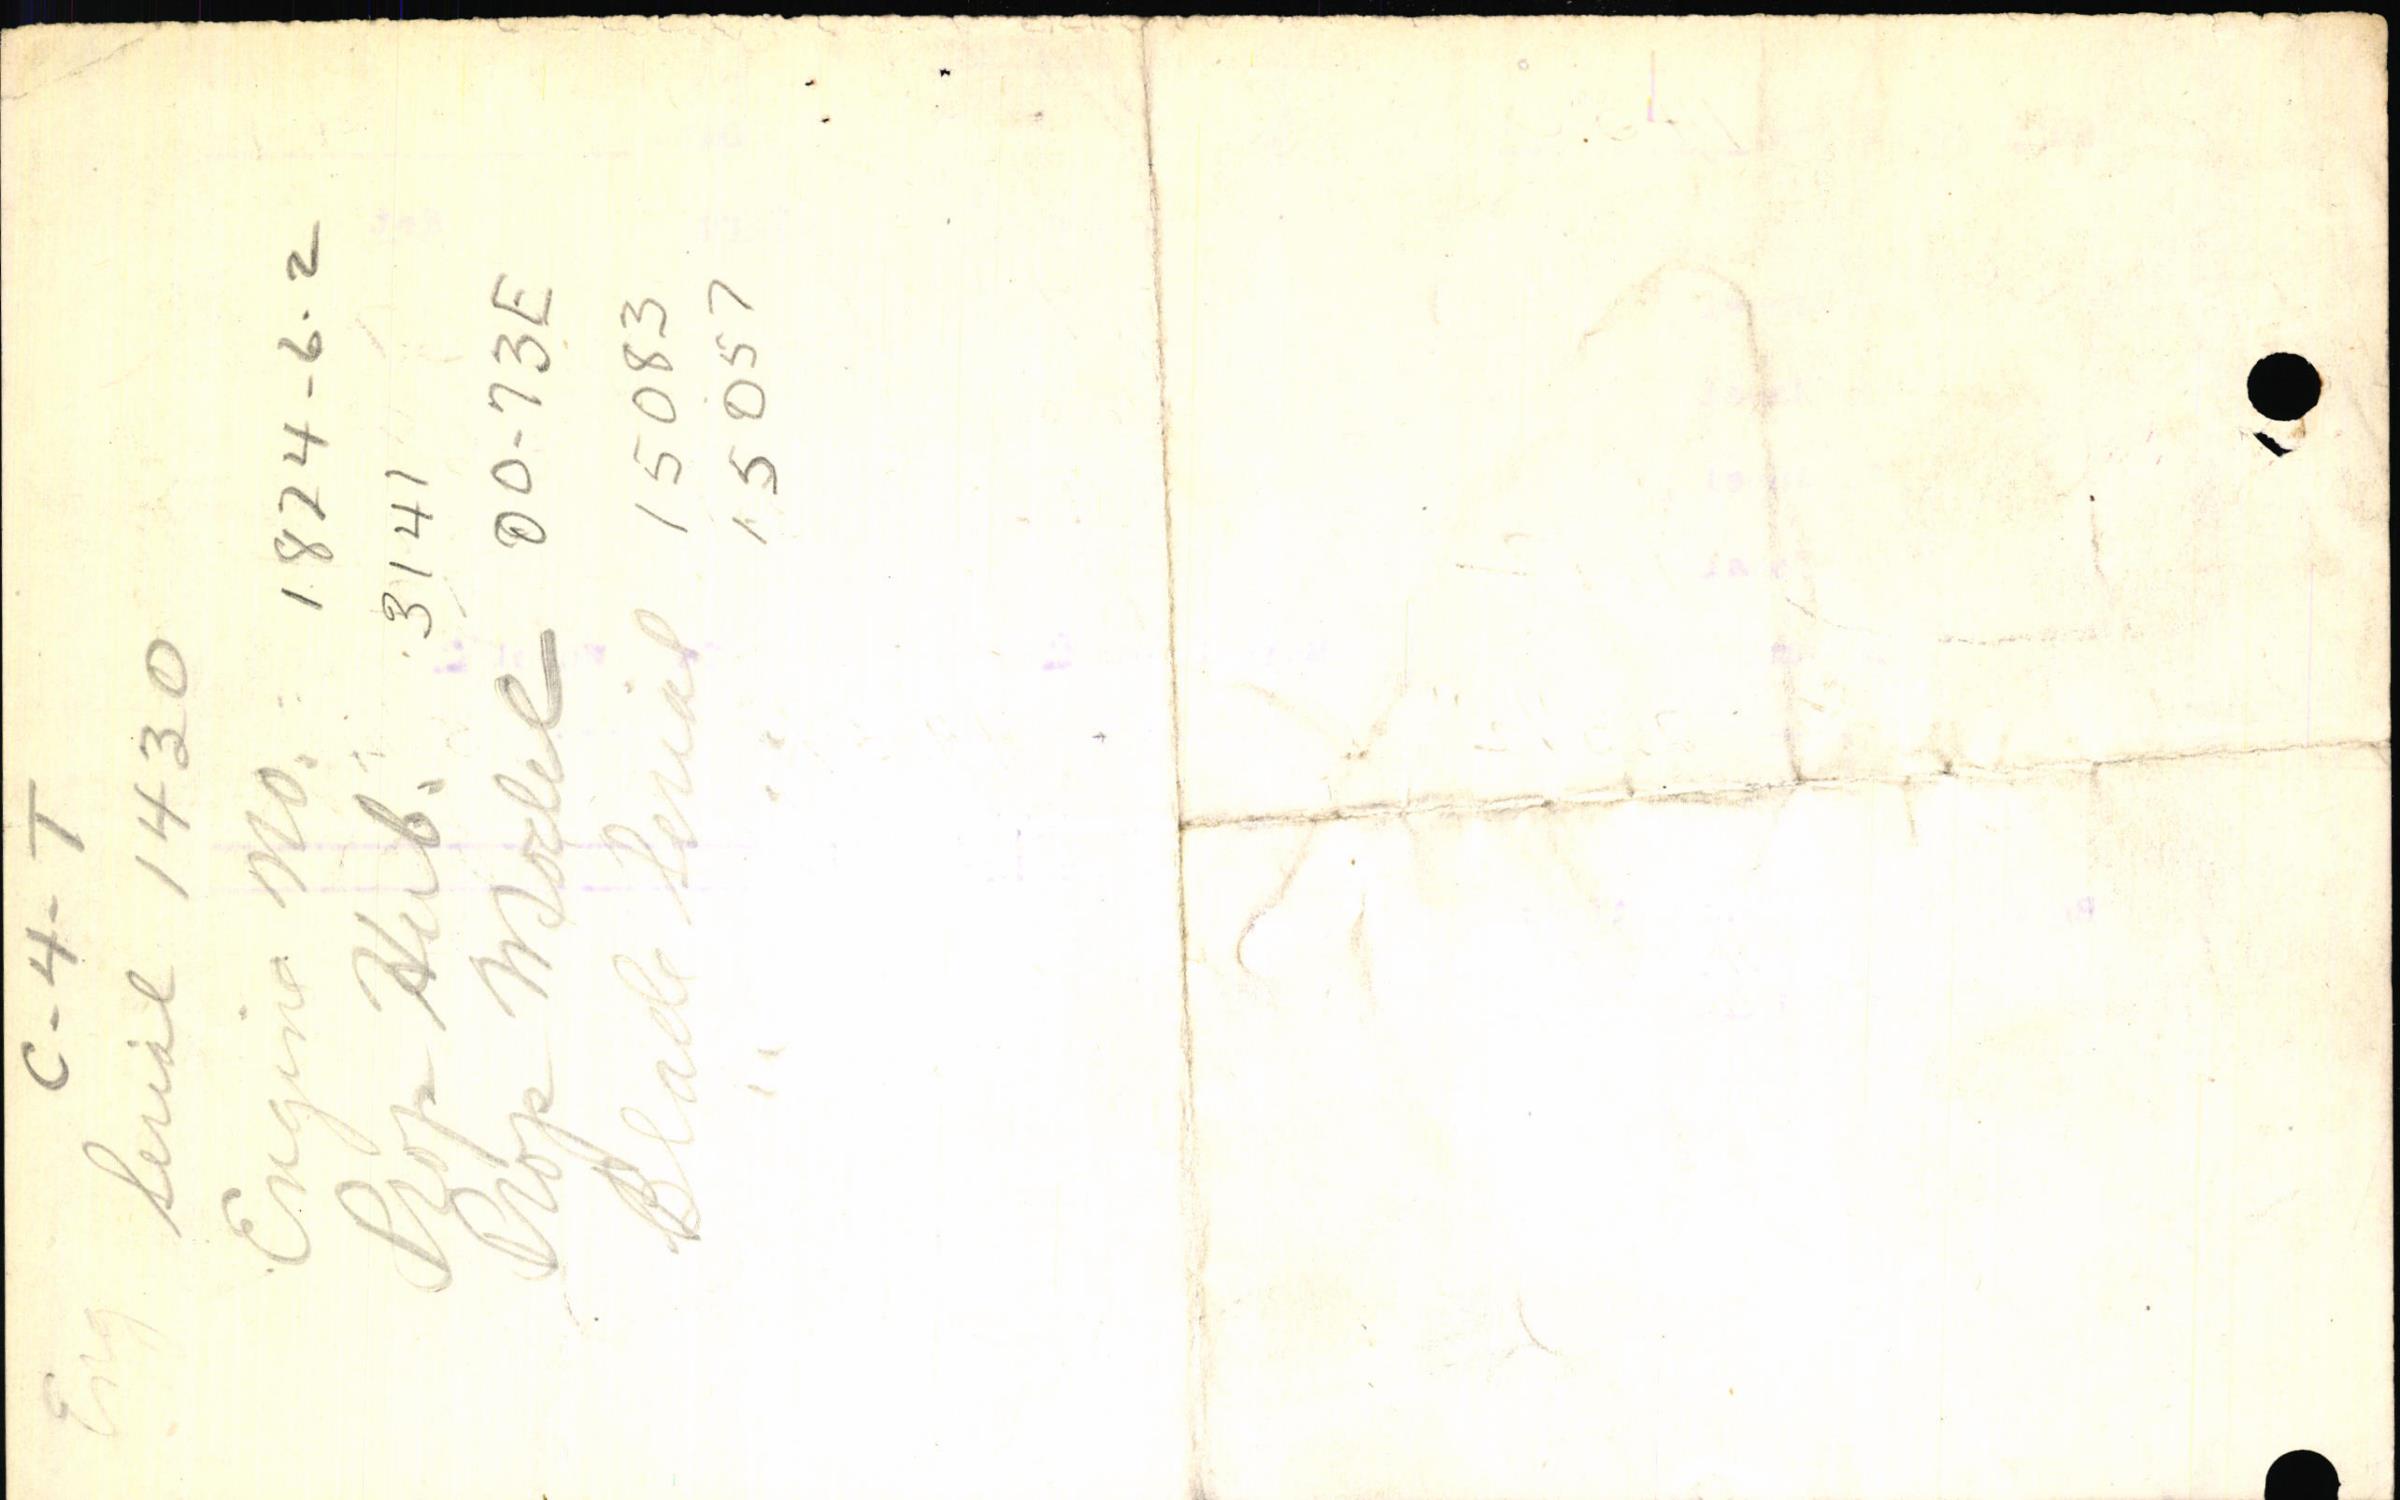 C-4-T
Eng
Serial 1430
Engine No. 1824-6.2
Prop Hub. 3141
Prop Model 00-73E
Blade Serial 15083
" " 15057